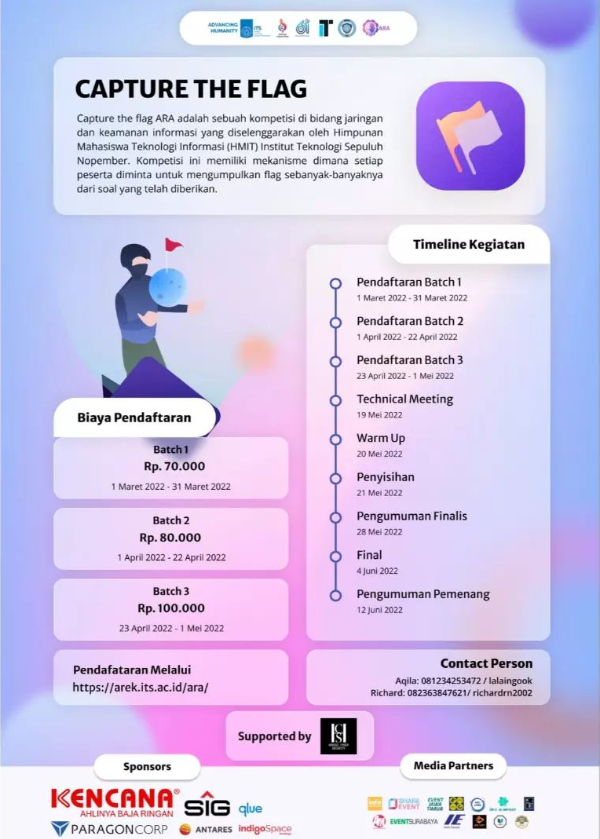 ADVANCING
HUMANITY
ITS
ARA
CAPTURE THE FLAG
Capture the flag ARA adalah sebuah kompetisi di bidang jaringan
dan keamanan informasi yang diselenggarakan oleh Himpunan
Mahasiswa Teknologi Informasi (HMIT) Institut Teknologi Sepuluh
Nopember. Kompetisi ini memiliki mekanisme dimana setiap
peserta diminta untuk mengumpulkan flag sebanyak-banyaknya
dari soal yang telah diberikan.
Timeline Kegiatan
Pendaftaran Batch 1
1 Maret 2022 - 31 Maret 2022
Pendaftaran Batch 2
1 April 2022 - 22 April 2022
Pendaftaran Batch 3
23 April 2022 - 1 Mei 2022
Technical Meeting
19 Mei 2022
Warm Up
20 Mei 2022
Penyisihan
21 Mei 2022
Pengumuman Finalis
28 Mei 2022
Final
4 Juni 2022
Pengumuman Pemenang
12 Juni 2022
Biaya Pendaftaran
Batch 1
Rp. 70.000
1 Maret 2022 - 31 Maret 2022
Batch 2
Rp. 80.000
1 April 2022 - 22 April 2022
Batch 3
Rp. 100.000
23 April 2022 - 1 Mei 2022
Pendafataran Melalui
https://arek.its.ac.id/ara/
Contact Person
Aqila: 081234253472 / lalaingook
Richard: 082363847621/ richardrn2002
Supported by
Sponsors
KENCANA®
AHLINYA BAJA RINGAN
SIG
qlue
PARAGONCORP
ANTARES
indigoSpace
Media Partners
SHARE
EVENT
EVENT
JAWA
TIMUR
EVENTSURABAYA
IE